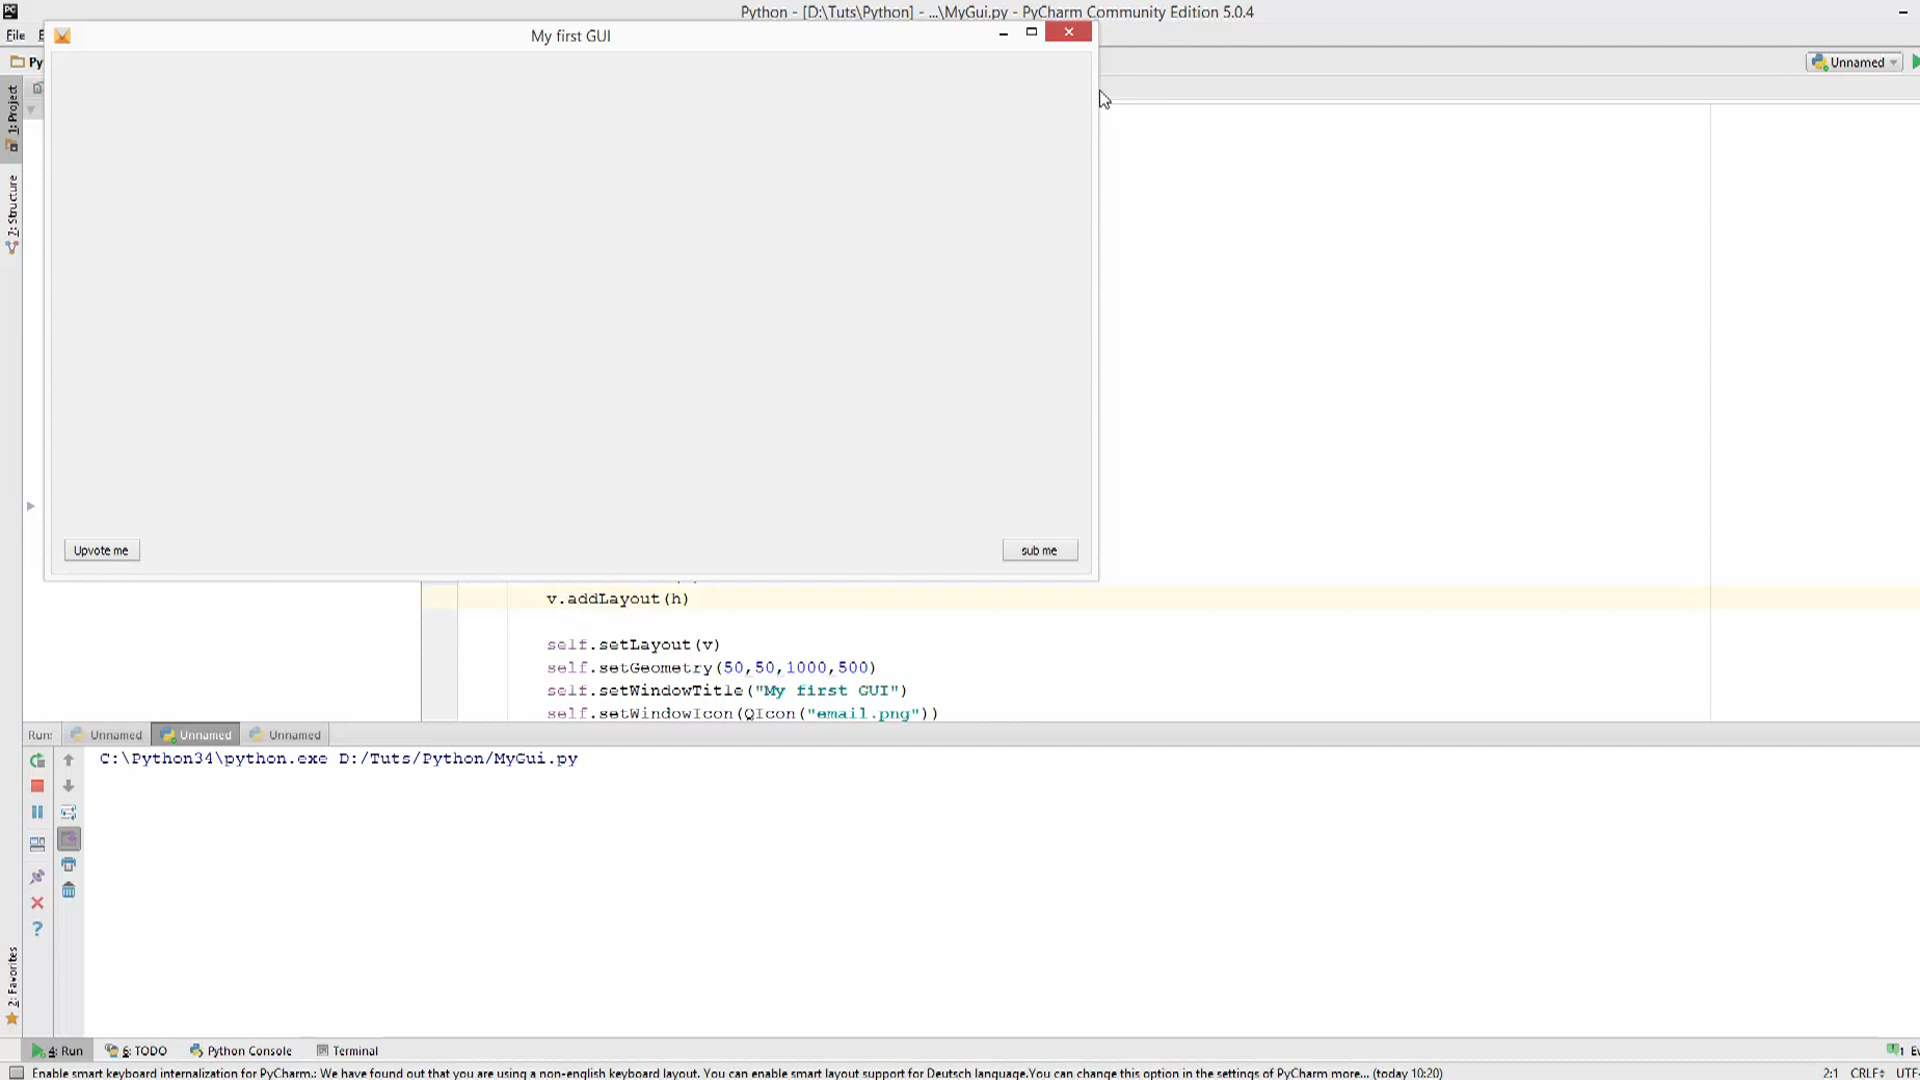 Python - [D:\Tuts\Python] - ...\MyGui.py - PyCharm Community Edition 5.0.4
File
My first GUI
Py
Unnamed
1: Project
7: Structure
Upvote me
sub me
v.addLayout(h)
self.setLayout(v)
self.setGeometry(50,50,1000,500)
self.setWindowTitle("My first GUI")
self.setWindowIcon(QIcon("email.png"))
Run:
Unnamed
Unnamed
Unnamed
C:\Python34\python.exe D:/Tuts/Python/MyGui.py
2: Favorites
4: Run
6: TODO
Python Console
Terminal
1
Enable smart keyboard internalization for PyCharm.: We have found out that you are using a non-english keyboard layout. You can enable smart layout support for Deutsch language.You can change this option in the settings of PyCharm more... (today 10:20)
2:1
CRLF
UTF-